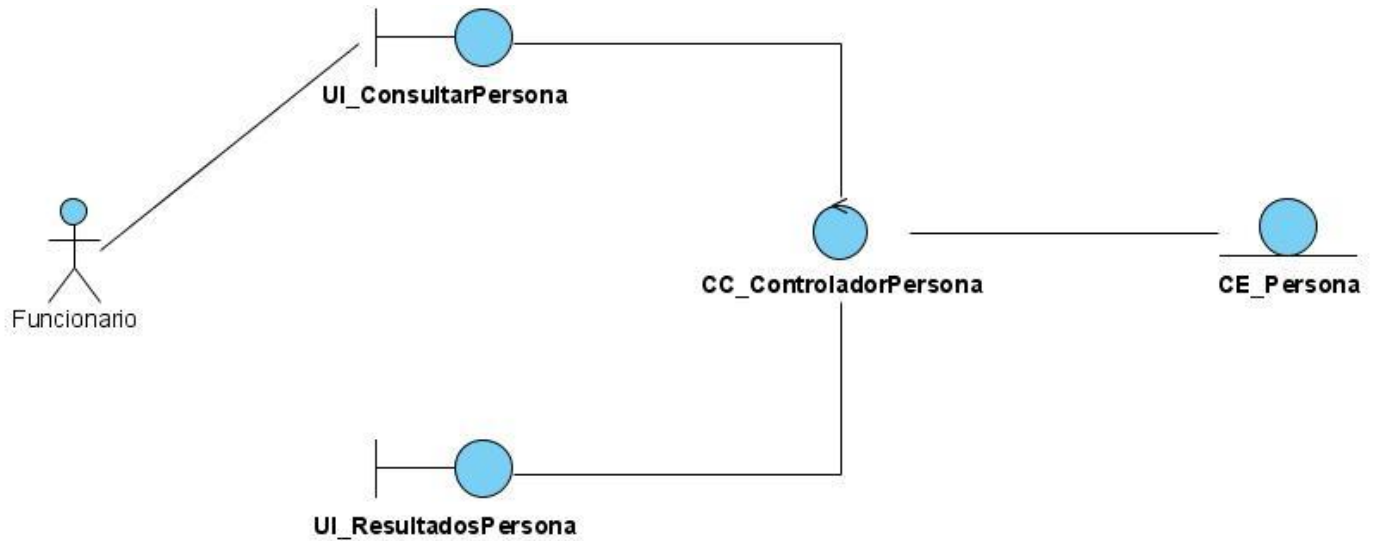 UI_ConsultarPersona
Funcionario
CC_ControladorPersona
CE_Persona
UI_ResultadosPersona